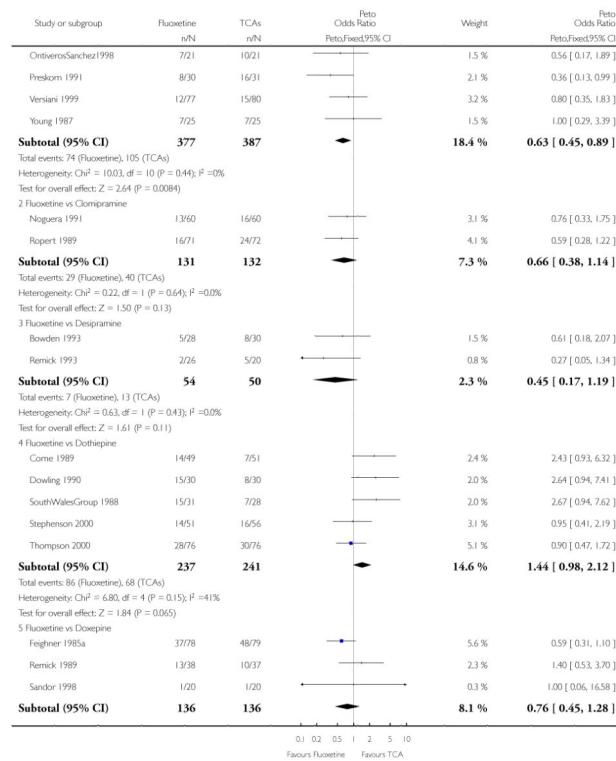 Study or subgroup Fluoxetine TCAs Peto Odds Ratio Weight Peto Odds Ratio
n/N n/N Peto,Fixed,95% CI Peto,Fixed,95% CI
OntiverosSanchez1998 7/21 10/21 1.5 % 0.56 [ 0.17, 1.89 ]
Preskorn 1991 8/30 16/31 2.1 % 0.36 [ 0.13, 0.99 ]
Versiani 1999 12/77 15/80 3.2 % 0.80 [ 0.35, 1.83 ]
Young 1987 7/25 7/25 1.5 % 1.00 [ 0.29, 3.39 ]
Subtotal (95% CI) 377 387 18.4 % 0.63 [ 0.45, 0.89 ]
Total events: 74 (Fluoxetine), 105 (TCAs)
Heterogeneity: Chi² = 10.03, df = 10 (P = 0.44); I² =0%
Test for overall effect: Z = 2.64 (P = 0.0084)
2 Fluoxetine vs Clomipramine
Noguera 1991 13/60 16/60 3.1 % 0.76 [ 0.33, 1.75 ]
Ropert 1989 16/71 24/72 4.1 % 0.59 [ 0.28, 1.22 ]
Subtotal (95% CI) 131 132 7.3 % 0.66 [ 0.38, 1.14 ]
Total events: 29 (Fluoxetine), 40 (TCAs)
Heterogeneity: Chi² = 0.22, df = 1 (P = 0.64); I² =0.0%
Test for overall effect: Z = 1.50 (P = 0.13)
3 Fluoxetine vs Desipramine
Bowden 1993 5/28 8/30 1.5 % 0.61 [ 0.18, 2.07 ]
Remick 1993 2/26 5/20 0.8 % 0.27 [ 0.05, 1.34 ]
Subtotal (95% CI) 54 50 2.3 % 0.45 [ 0.17, 1.19 ]
Total events: 7 (Fluoxetine), 13 (TCAs)
Heterogeneity: Chi² = 0.63, df = 1 (P = 0.43); I² =0.0%
Test for overall effect: Z = 1.61 (P = 0.11)
4 Fluoxetine vs Dothiepine
Corne 1989 14/49 7/51 2.4 % 2.43 [ 0.93, 6.32 ]
Dowling 1990 15/30 8/30 2.0 % 2.64 [ 0.94, 7.41 ]
SouthWalesGroup 1988 15/31 7/28 2.0 % 2.67 [ 0.94, 7.62 ]
Stephenson 2000 14/51 16/56 3.1 % 0.95 [ 0.41, 2.19 ]
Thompson 2000 28/76 30/76 5.1 % 0.90 [ 0.47, 1.72 ]
Subtotal (95% CI) 237 241 14.6 % 1.44 [ 0.98, 2.12 ]
Total events: 86 (Fluoxetine), 68 (TCAs)
Heterogeneity: Chi² = 6.80, df = 4 (P = 0.15); I² =41%
Test for overall effect: Z = 1.84 (P = 0.065)
5 Fluoxetine vs Doxepine
Feighner 1985a 37/78 48/79 5.6 % 0.59 [ 0.31, 1.10 ]
Remick 1989 13/38 10/37 2.3 % 1.40 [ 0.53, 3.70 ]
Sandor 1998 1/20 1/20 0.3 % 1.00 [ 0.06, 16.58 ]
Subtotal (95% CI) 136 136 8.1 % 0.76 [ 0.45, 1.28 ]
0.1 0.2 0.5 1 2 5 10
Favours Fluoxetine Favours TCA